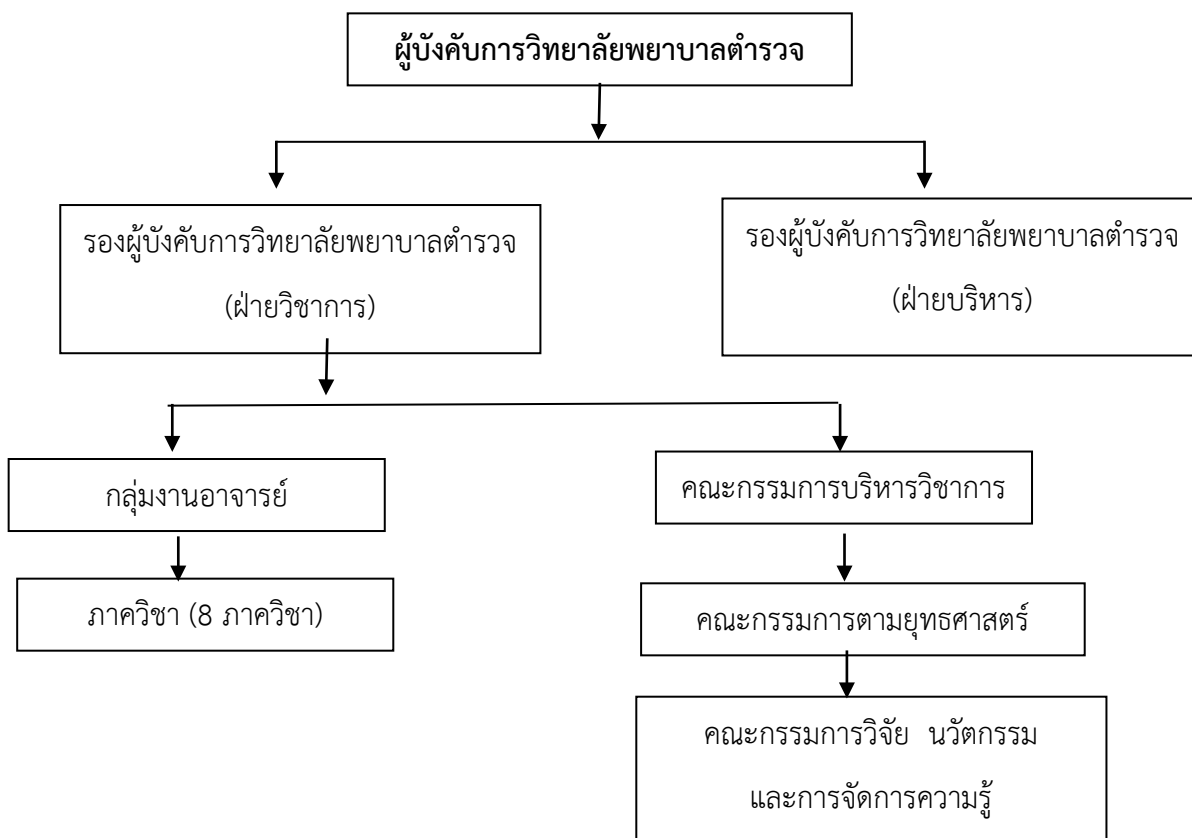 ผู้บังคับการวิทยาลัยพยาบาลตำรวจ
รองผู้บังคับการวิทยาลัยพยาบาลตำรวจ
(ฝ่ายวิชาการ)
รองผู้บังคับการวิทยาลัยพยาบาลตำรวจ
(ฝ่ายบริหาร)
กลุ่มงานอาจารย์
คณะกรรมการบริหารวิชาการ
ภาควิชา (8 ภาควิชา)
คณะกรรมการตามยุทธศาสตร์
คณะกรรมการวิจัย นวัตกรรม
และการจัดการความรู้